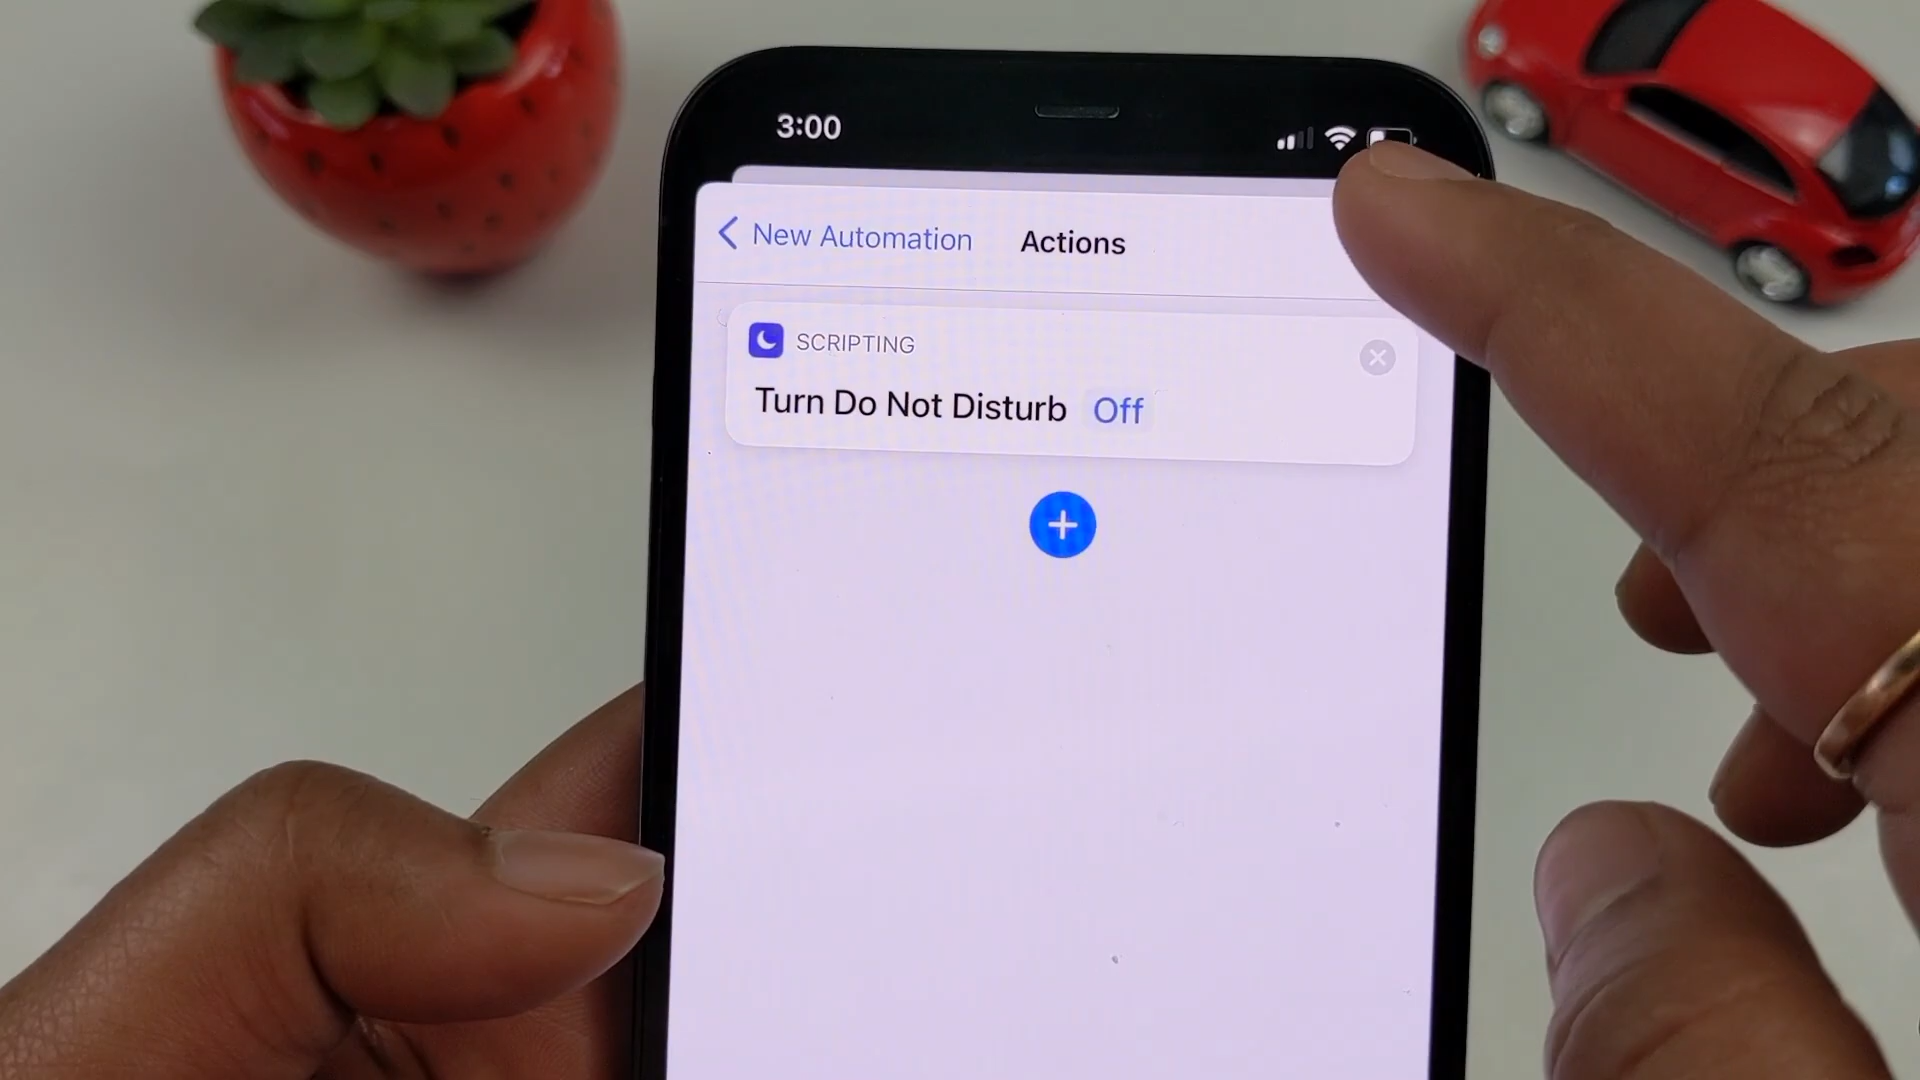 3:00
New Automation
Actions
SCRIPTING
Turn Do Not Disturb Off